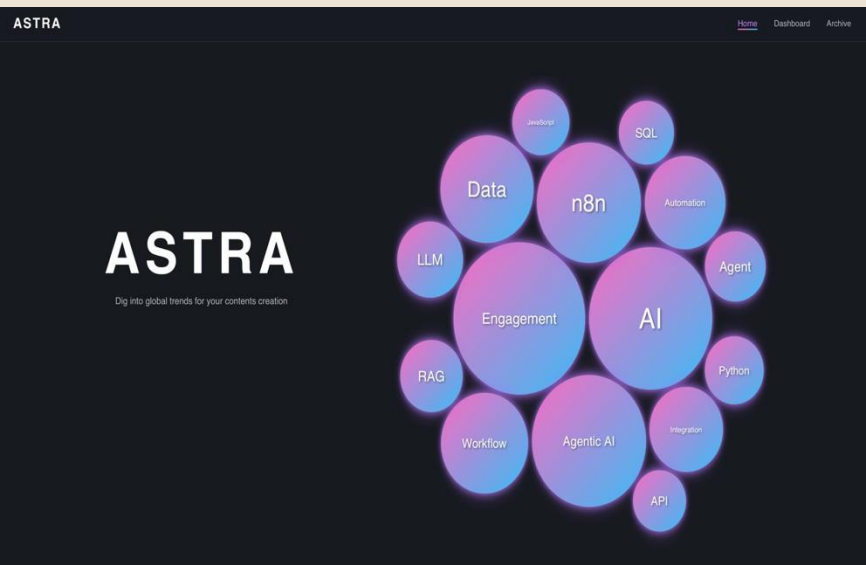 ASTRA
Home Dashboard Archive
ASTRA
Dig into global trends for your contents creation
JavaScript
SQL
Data
n8n
Automation
LLM
Agent
Engagement
AI
RAG
Python
Workflow
Agentic AI
Integration
API